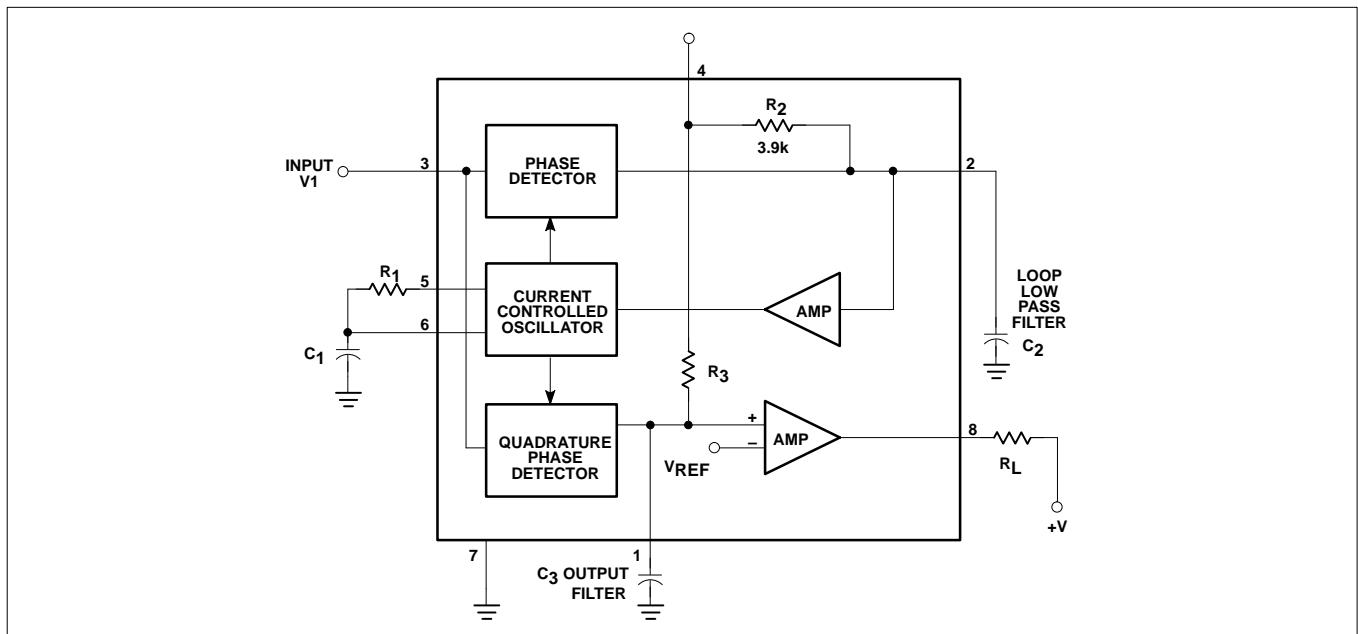 4
R2
3.9k
INPUT
V1
3
PHASE
DETECTOR
2
R1
5
6
C1
CURRENT
CONTROLLED
OSCILLATOR
AMP
LOOP
LOW
PASS
FILTER
C2
R3
QUADRATURE
PHASE
DETECTOR
+
–
VREF
AMP
8
RL
+V
7
1
C3 OUTPUT
FILTER